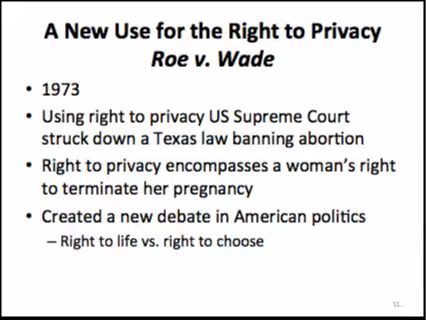 A New Use for the Right to Privacy
Roe v. Wade
• 1973
• Using right to privacy US Supreme Court
struck down a Texas law banning abortion
• Right to privacy encompasses a woman's right
to terminate her pregnancy
• Created a new debate in American politics
– Right to life vs. right to choose